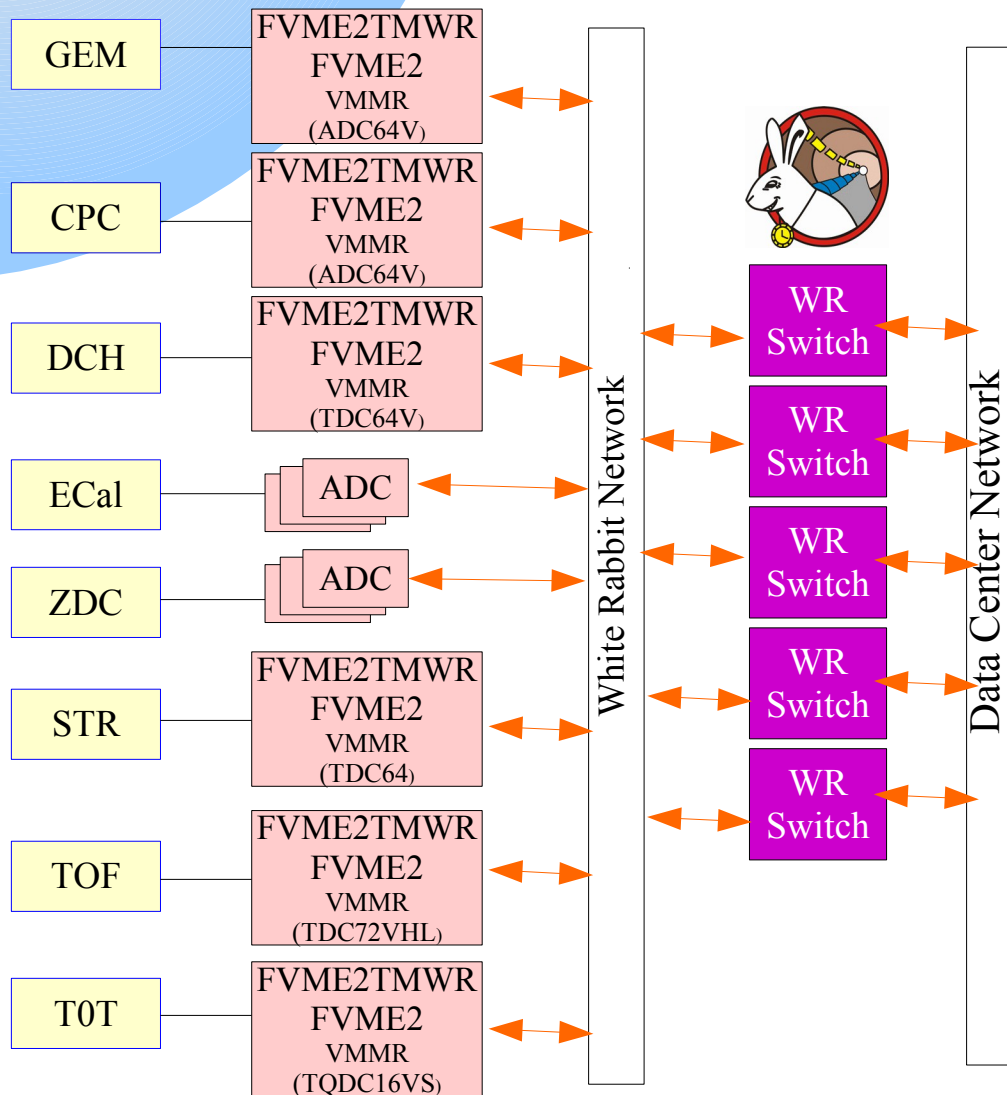 GEM
FVME2TMWR
FVME2
VMMR
(ADC64V)
CPC
FVME2TMWR
FVME2
VMMR
(ADC64V)
DCH
FVME2TMWR
FVME2
VMMR
(TDC64V)
ECal
ADC
ZDC
ADC
STR
FVME2TMWR
FVME2
VMMR
(TDC64)
TOF
FVME2TMWR
FVME2
VMMR
(TDC72VHL)
T0T
FVME2TMWR
FVME2
VMMR
(TQDC16VS)
White Rabbit Network
WR
Switch
WR
Switch
WR
Switch
WR
Switch
WR
Switch
Data Center Network